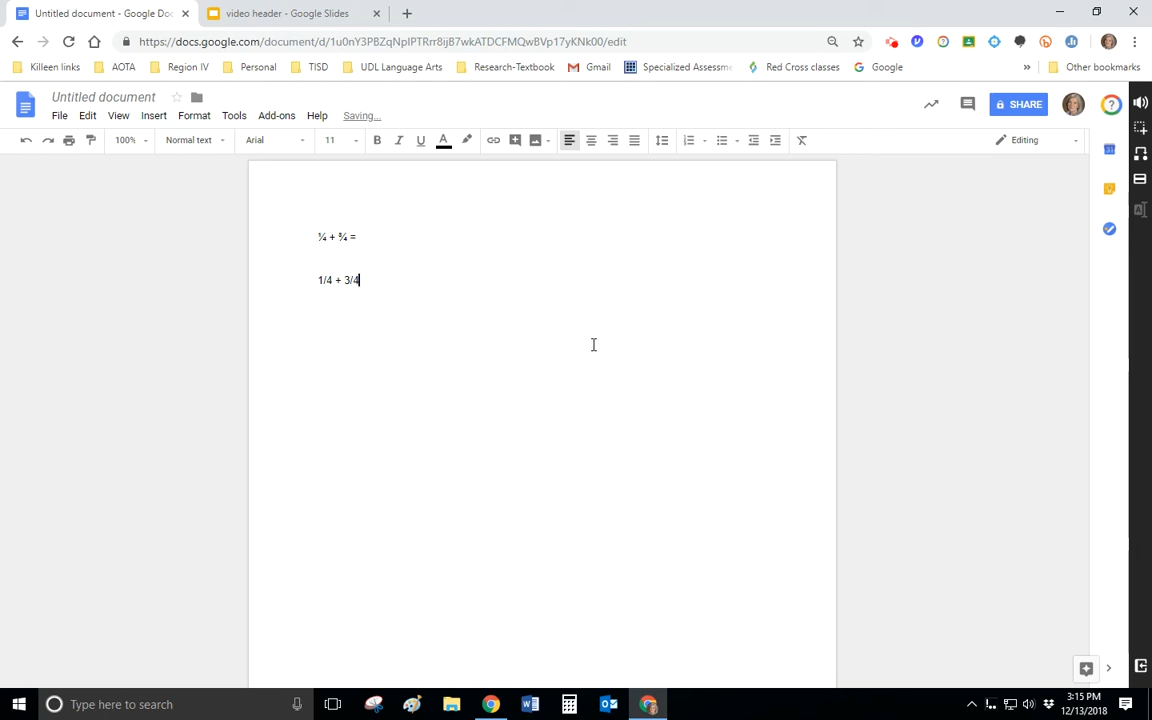 Untitled document - Google Doc
video header - Google Slides
https://docs.google.com/document/d/1u0nY3PBZqNpIPTRrr8ijB7wkATDCFMQwBVp17yKNk00/edit
Killeen links
AOTA
Region IV
Personal
TISD
UDL Language Arts
Research-Textbook
Gmail
Specialized Assessme
Red Cross classes
Google
»
Other bookmarks
Untitled document
SHARE
File Edit View Insert Format Tools Add-ons Help Saving...
100% Normal text Arial 11 B I U A Editing
¼ + ¾ =
1/4 + 3/4
Type here to search
3:15 PM
12/13/2018